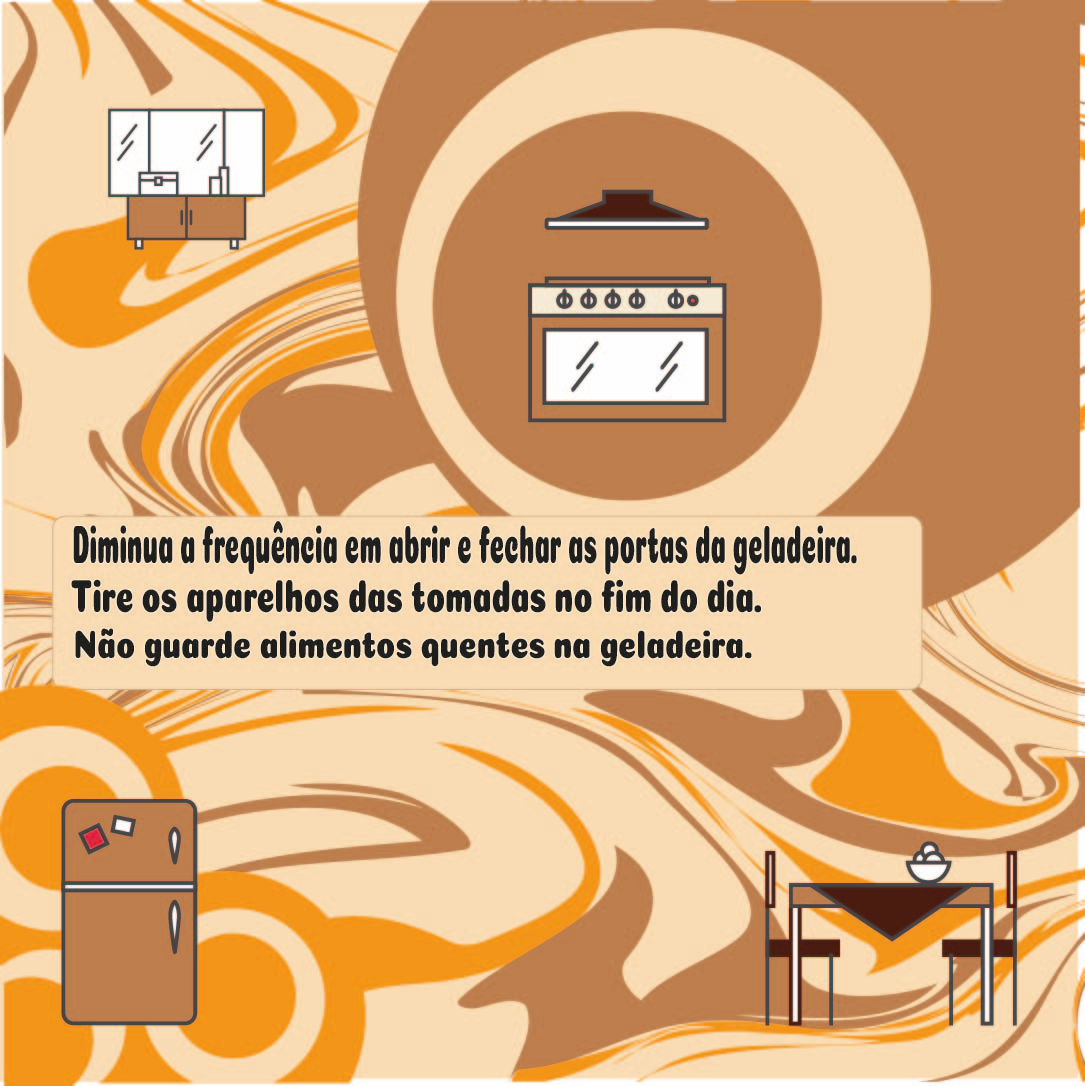 Diminua a frequência em abrir e fechar as portas da geladeira.
Tire os aparelhos das tomadas no fim do dia.
Não guarde alimentos quentes na geladeira.